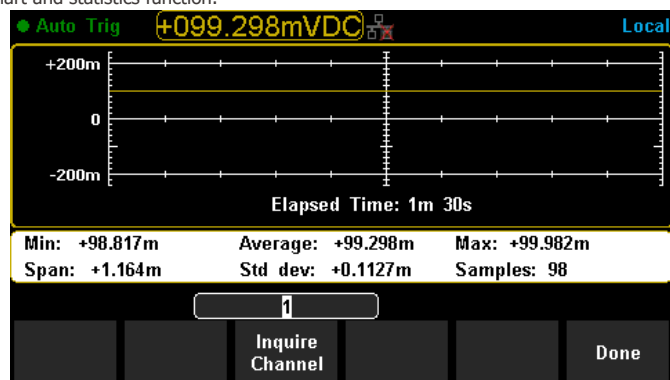 art and statistics function.
Auto Trig +099.298mVDC Local
+200m
0
-200m
Elapsed Time: 1m 30s
Min: +98.817m Average: +99.298m Max: +99.982m
Span: +1.164m Std dev: +0.1127m Samples: 98
1
Inquire
Channel
Done